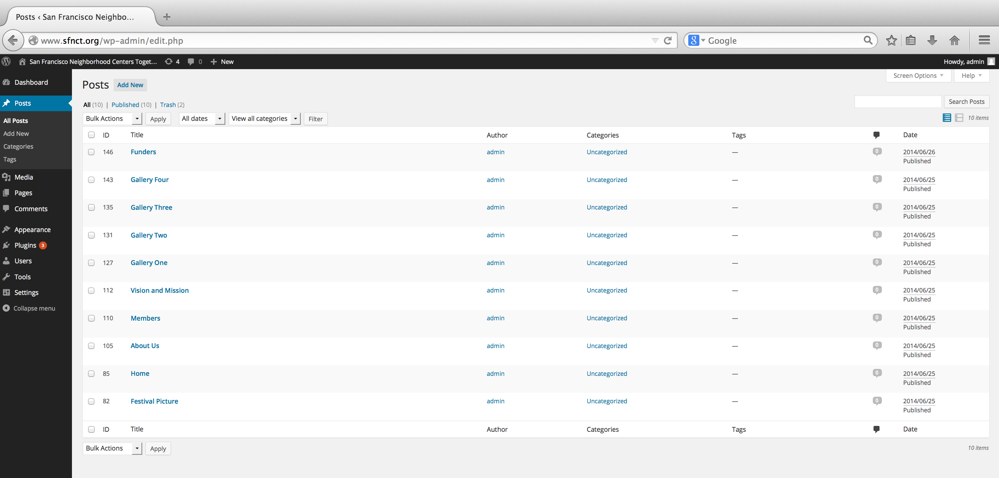 Posts ‹ San Francisco Neighbo...
www.sfnct.org/wp-admin/edit.php
Google
San Francisco Neighborhood Centers Toget... 4 0 New Howdy, admin
Screen Options Help
Dashboard
Posts
All Posts
Add New
Categories
Tags
Media
Pages
Comments
Appearance
Plugins 3
Users
Tools
Settings
Collapse menu
Posts Add New
All (10) | Published (10) | Trash (2)
Search Posts
Bulk Actions Apply All dates View all categories Filter 10 items
ID Title Author Categories Tags Date
146 Funders admin Uncategorized — 0 2014/06/26
Published
143 Gallery Four admin Uncategorized — 0 2014/06/25
Published
135 Gallery Three admin Uncategorized — 0 2014/06/25
Published
131 Gallery Two admin Uncategorized — 0 2014/06/25
Published
127 Gallery One admin Uncategorized — 0 2014/06/25
Published
112 Vision and Mission admin Uncategorized — 0 2014/06/25
Published
110 Members admin Uncategorized — 0 2014/06/25
Published
105 About Us admin Uncategorized — 0 2014/06/25
Published
85 Home admin Uncategorized — 0 2014/06/25
Published
82 Festival Picture admin Uncategorized — 0 2014/06/25
Published
ID Title Author Categories Tags Date
Bulk Actions Apply 10 items